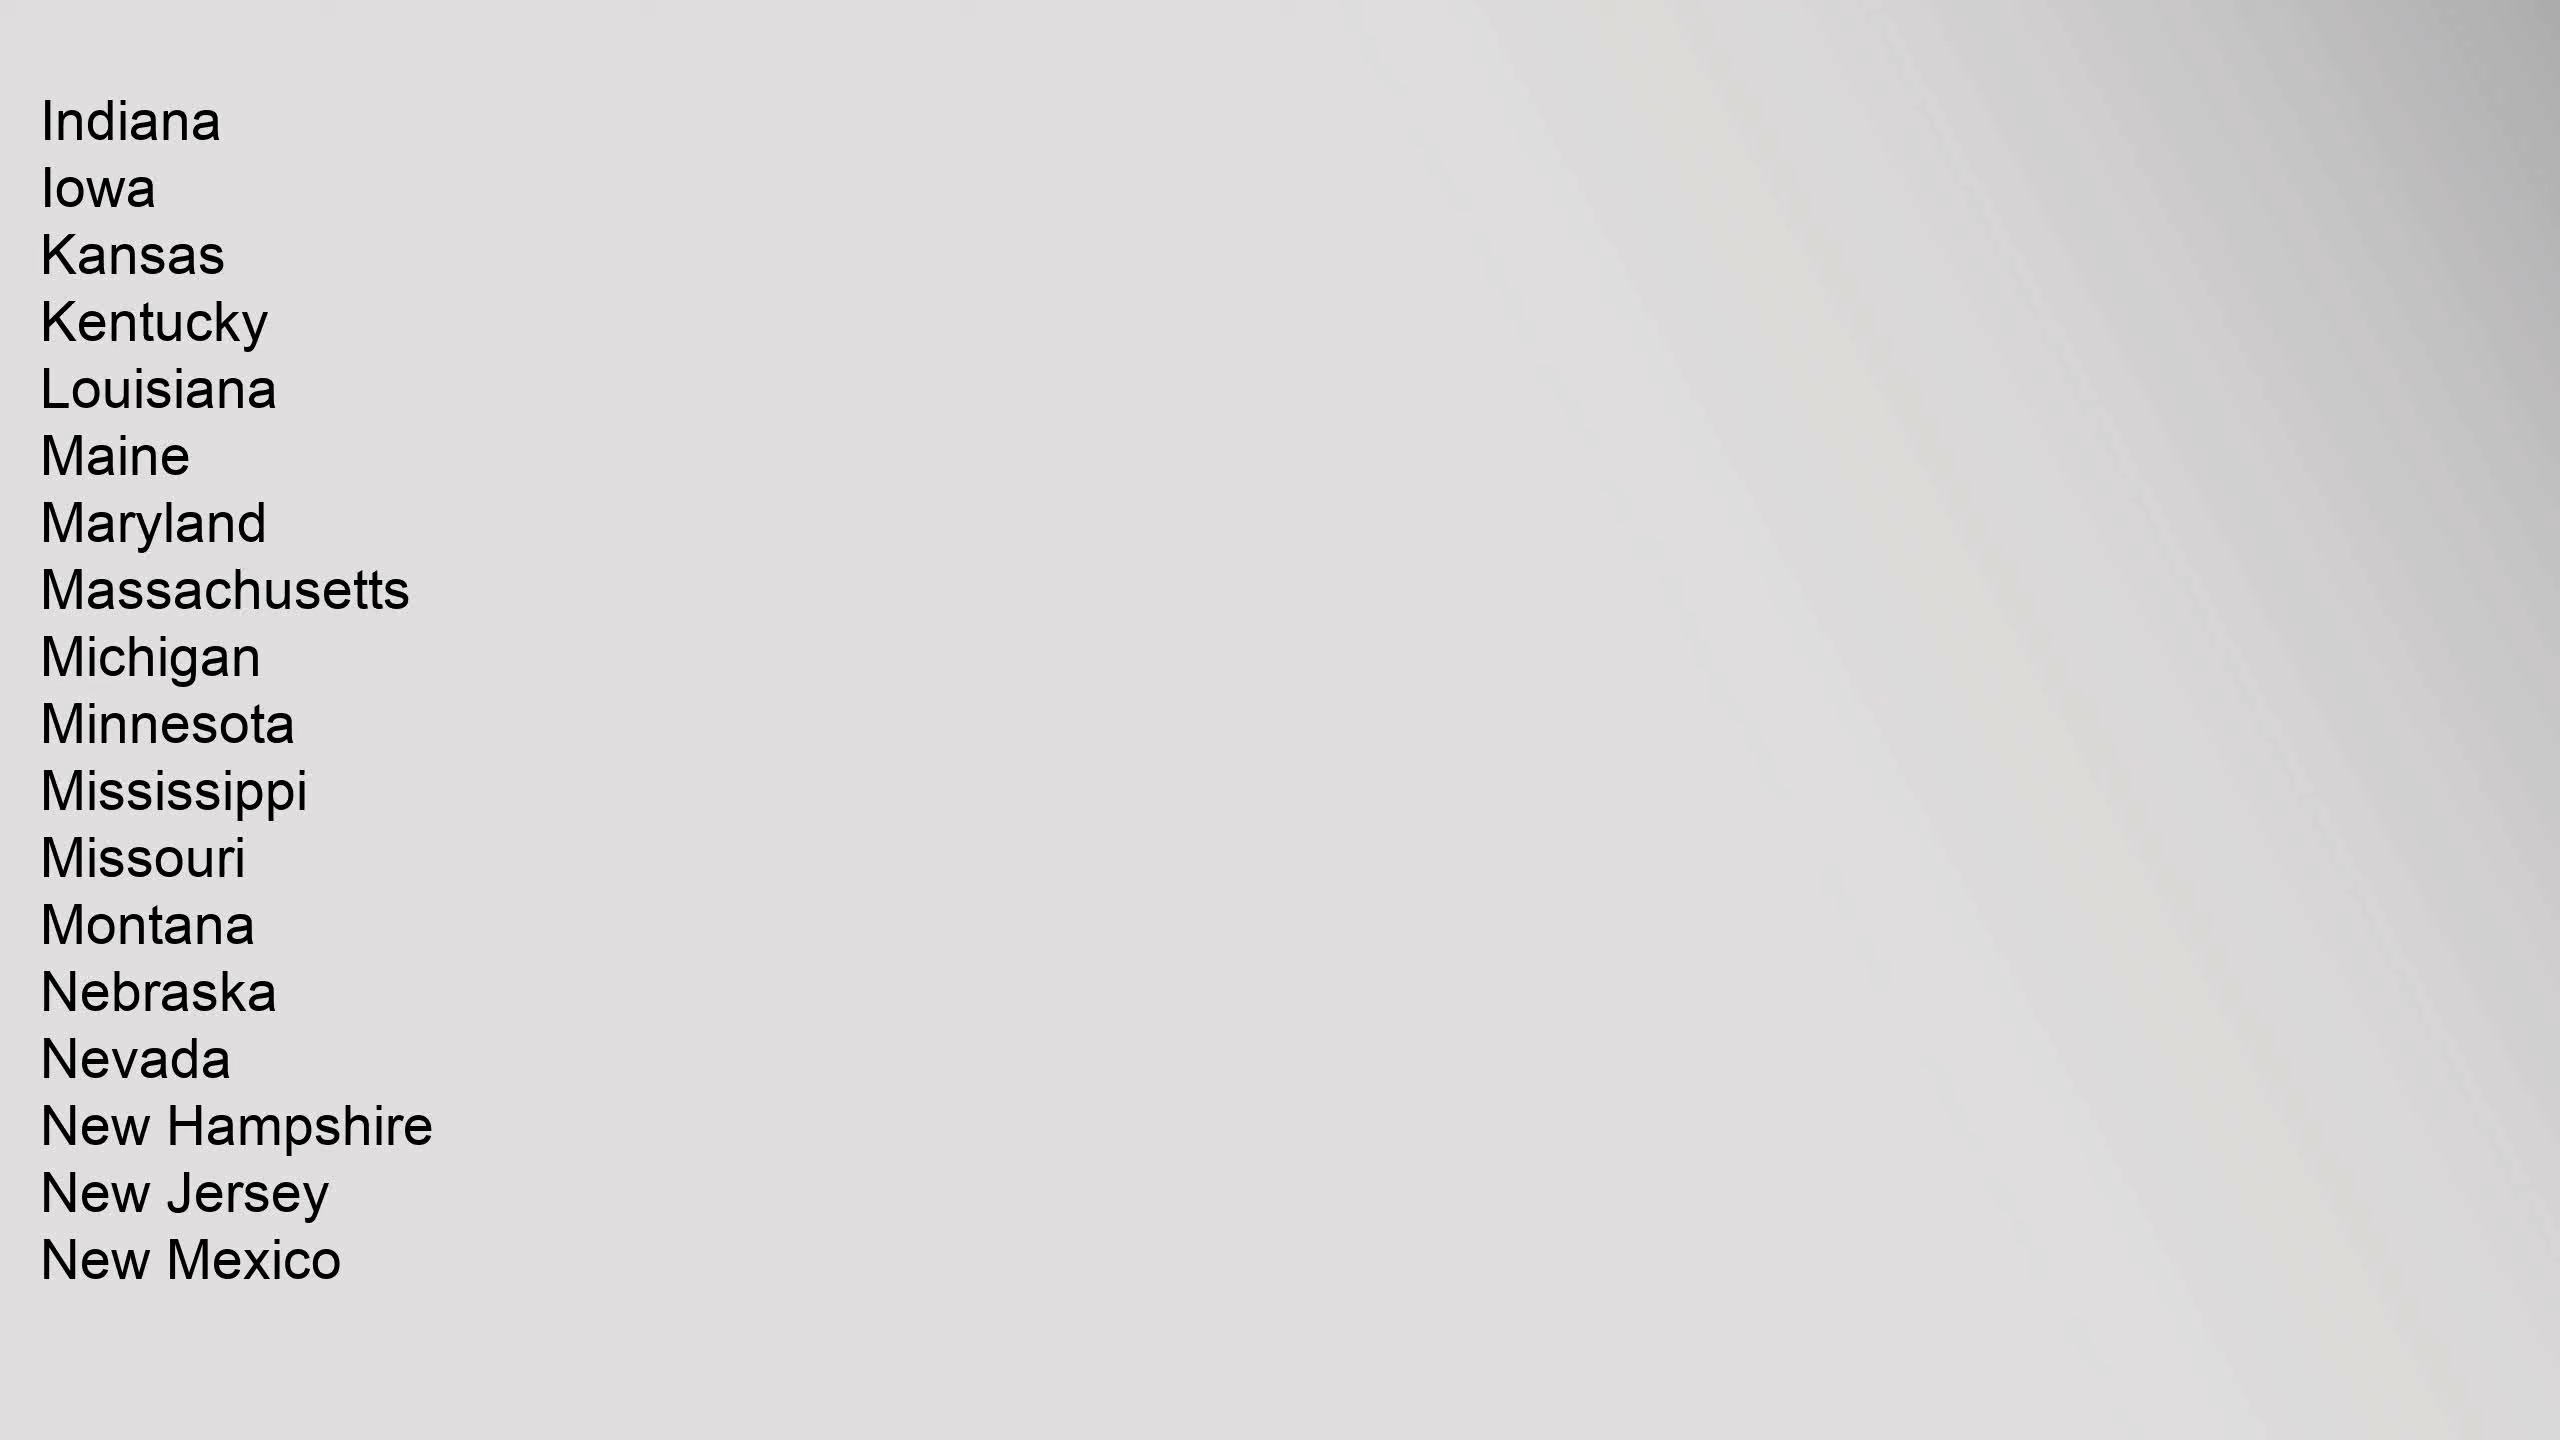 Indiana
Iowa
Kansas
Kentucky
Louisiana
Maine
Maryland
Massachusetts
Michigan
Minnesota
Mississippi
Missouri
Montana
Nebraska
Nevada
New Hampshire
New Jersey
New Mexico